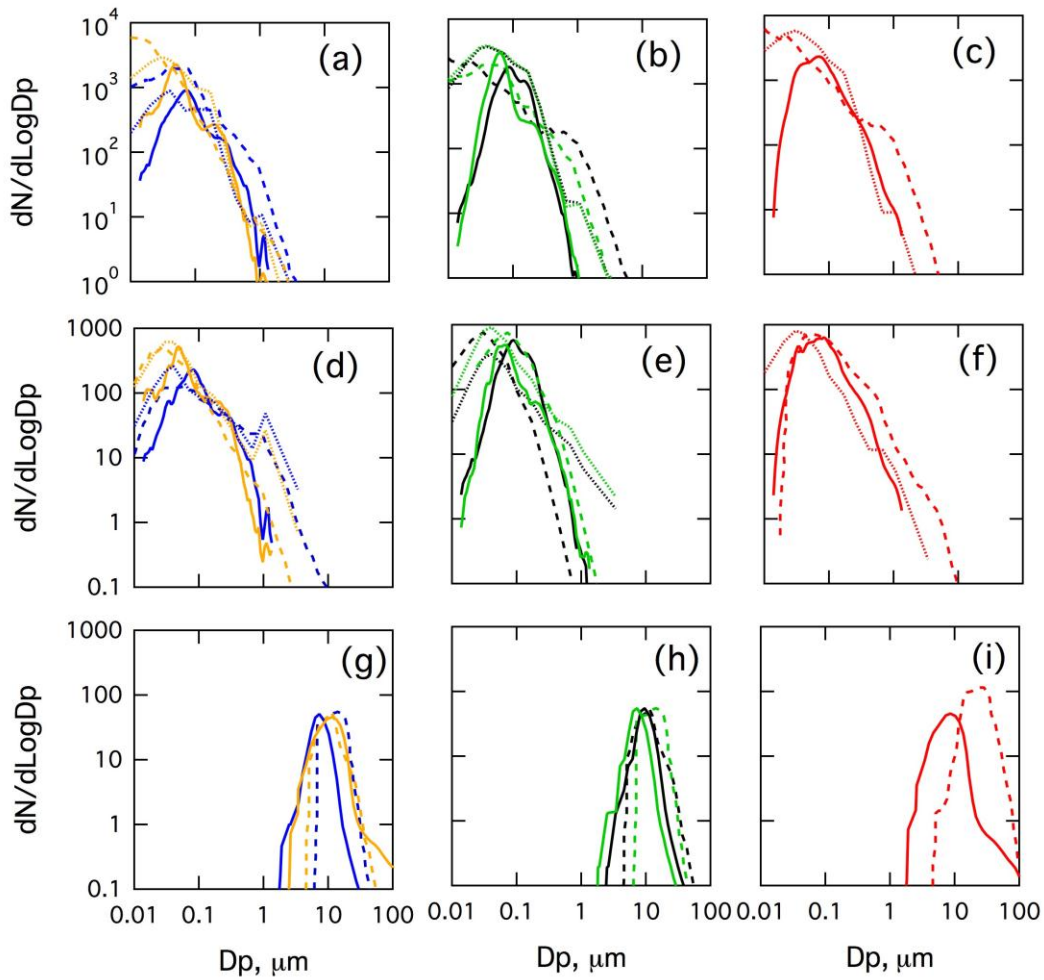 10⁴
10³
10²
10¹
10⁰
dN/dLogDp
(a)
(b)
(c)
1000
100
10
1
0.1
dN/dLogDp
(d)
(e)
(f)
1000
100
10
1
0.1
dN/dLogDp
(g)
(h)
(i)
0.01 0.1 1 10 100
0.01 0.1 1 10 100
0.01 0.1 1 10 100
Dp, μm
Dp, μm
Dp, μm